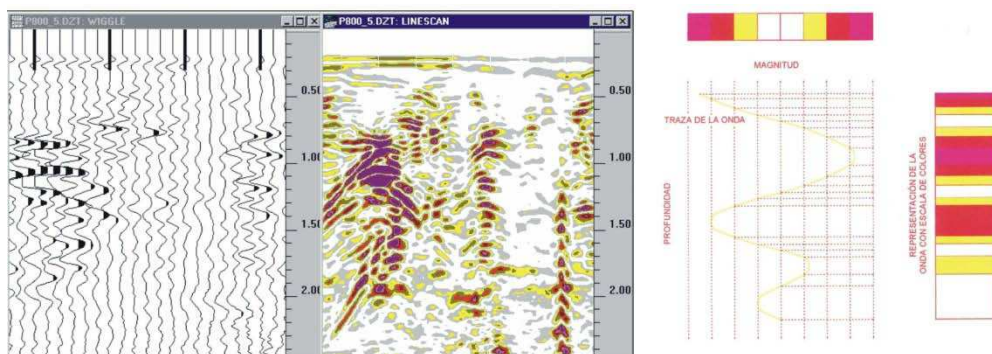 P800_5.DZT: WIGGLE
0.50
1.00
1.50
2.00
P800_5.DZT: LINESCAN
0.50
1.00
1.50
2.00
MAGNITUD
TRAZA DE LA ONDA
PROFUNDIDAD
REPRESENTACIÓN DE LA
ONDA CON ESCALA DE COLORES